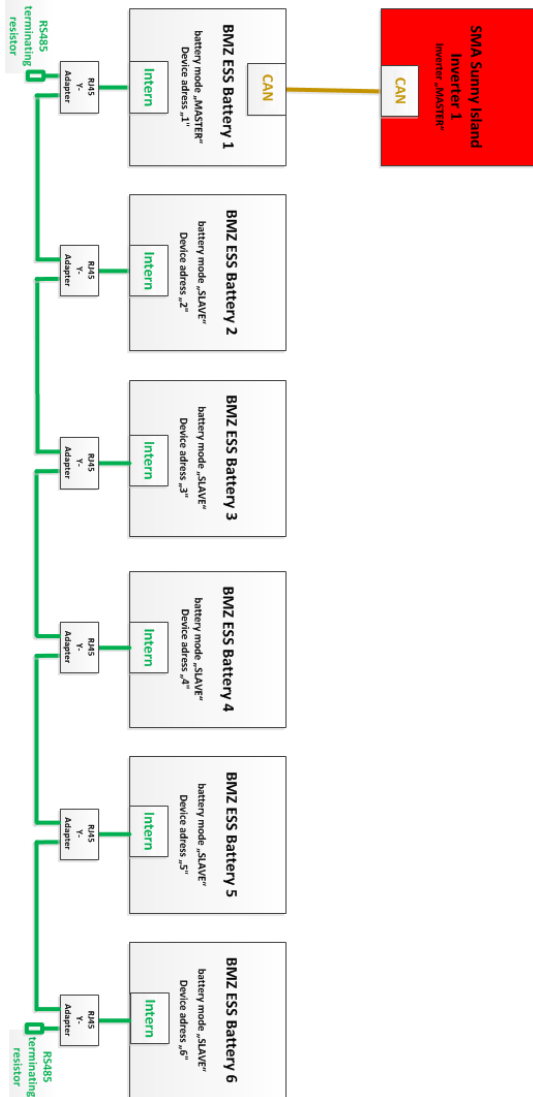 SMA Sunny Island
Inverter 1
Inverter „MASTER“
CAN
CAN
BMZ ESS Battery 1
battery mode „MASTER“
Device adress „1“
Intern
BMZ ESS Battery 2
battery mode „SLAVE“
Device adress „2“
Intern
BMZ ESS Battery 3
battery mode „SLAVE“
Device adress „3“
Intern
BMZ ESS Battery 4
battery mode „SLAVE“
Device adress „4“
Intern
BMZ ESS Battery 5
battery mode „SLAVE“
Device adress „5“
Intern
BMZ ESS Battery 6
battery mode „SLAVE“
Device adress „6“
Intern
RJ45
Y-
Adapter
RJ45
Y-
Adapter
RJ45
Y-
Adapter
RJ45
Y-
Adapter
RJ45
Y-
Adapter
RJ45
Y-
Adapter
RS485
terminating
resistor
RS485
terminating
resistor